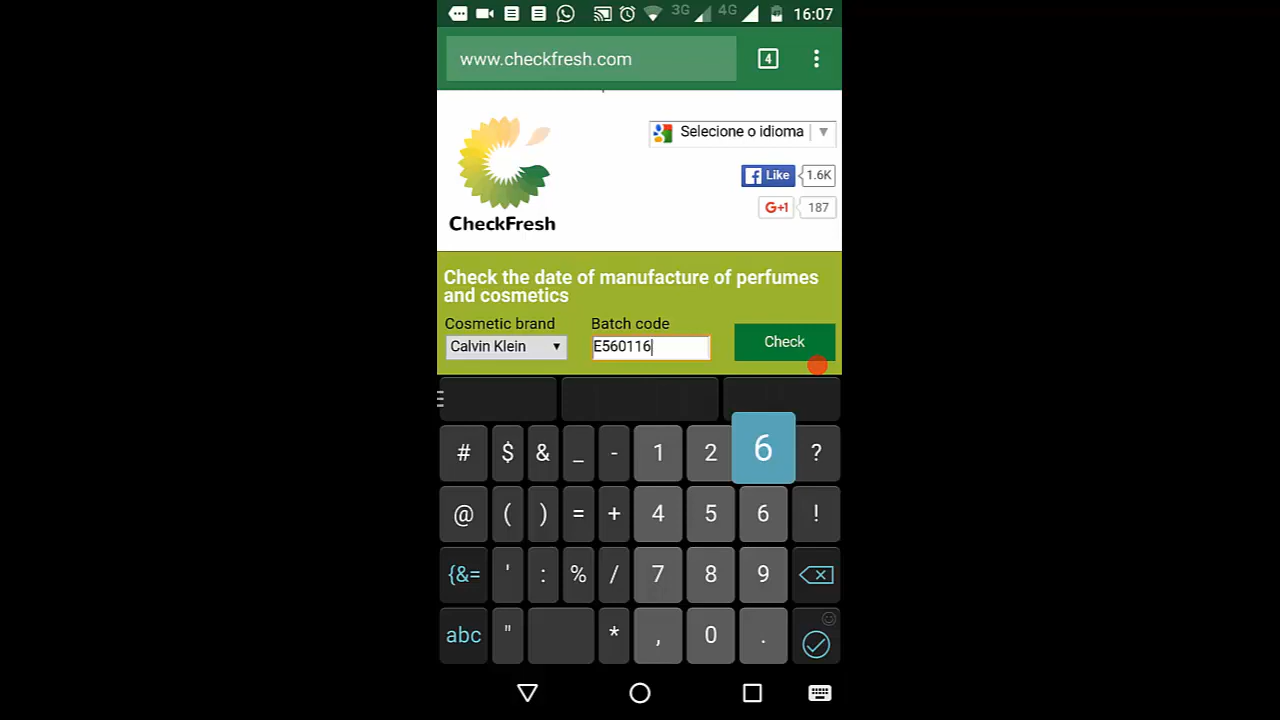 3G 4G 16:07
www.checkfresh.com 4
Selecione o idioma ▼
Like 1.6K
G+1 187
CheckFresh
Check the date of manufacture of perfumes
and cosmetics
Cosmetic brand Batch code
Calvin Klein ▼ E560116 Check
# $ & _ - 1 2 6 ?
@ ( ) = + 4 5 6 !
{&= ' : % / 7 8 9
abc " * , 0 .